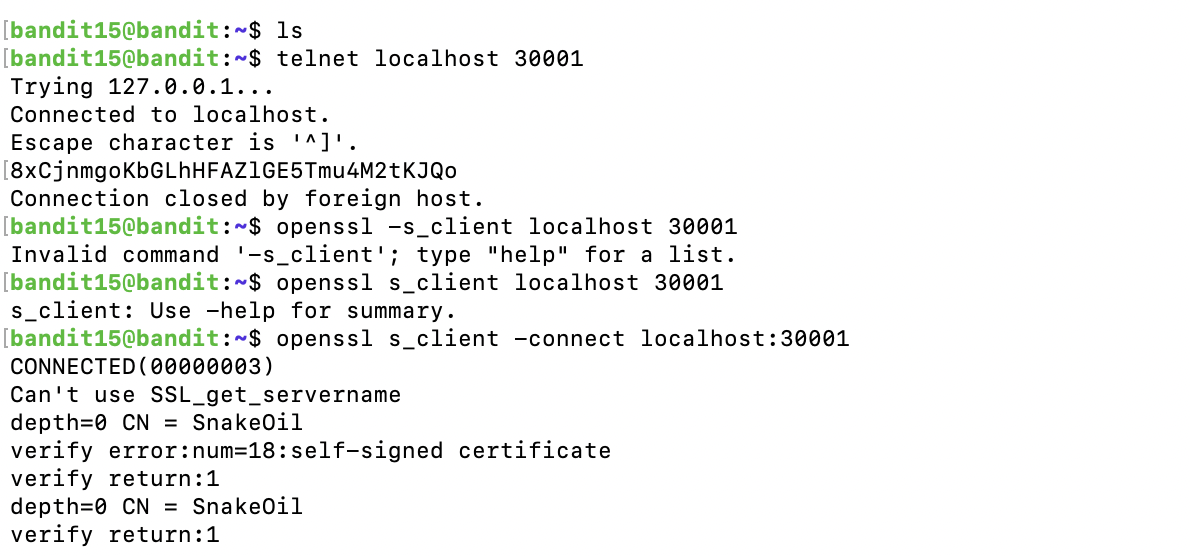 [bandit15@bandit:~$ ls
[bandit15@bandit:~$ telnet localhost 30001
Trying 127.0.0.1...
Connected to localhost.
Escape character is '^]'.
[8xCjnmgoKbGLhHFAZlGE5Tmu4M2tKJQo
Connection closed by foreign host.
[bandit15@bandit:~$ openssl -s_client localhost 30001
Invalid command '-s_client'; type "help" for a list.
[bandit15@bandit:~$ openssl s_client localhost 30001
s_client: Use -help for summary.
[bandit15@bandit:~$ openssl s_client -connect localhost:30001
CONNECTED(00000003)
Can't use SSL_get_servername
depth=0 CN = SnakeOil
verify error:num=18:self-signed certificate
verify return:1
depth=0 CN = SnakeOil
verify return:1